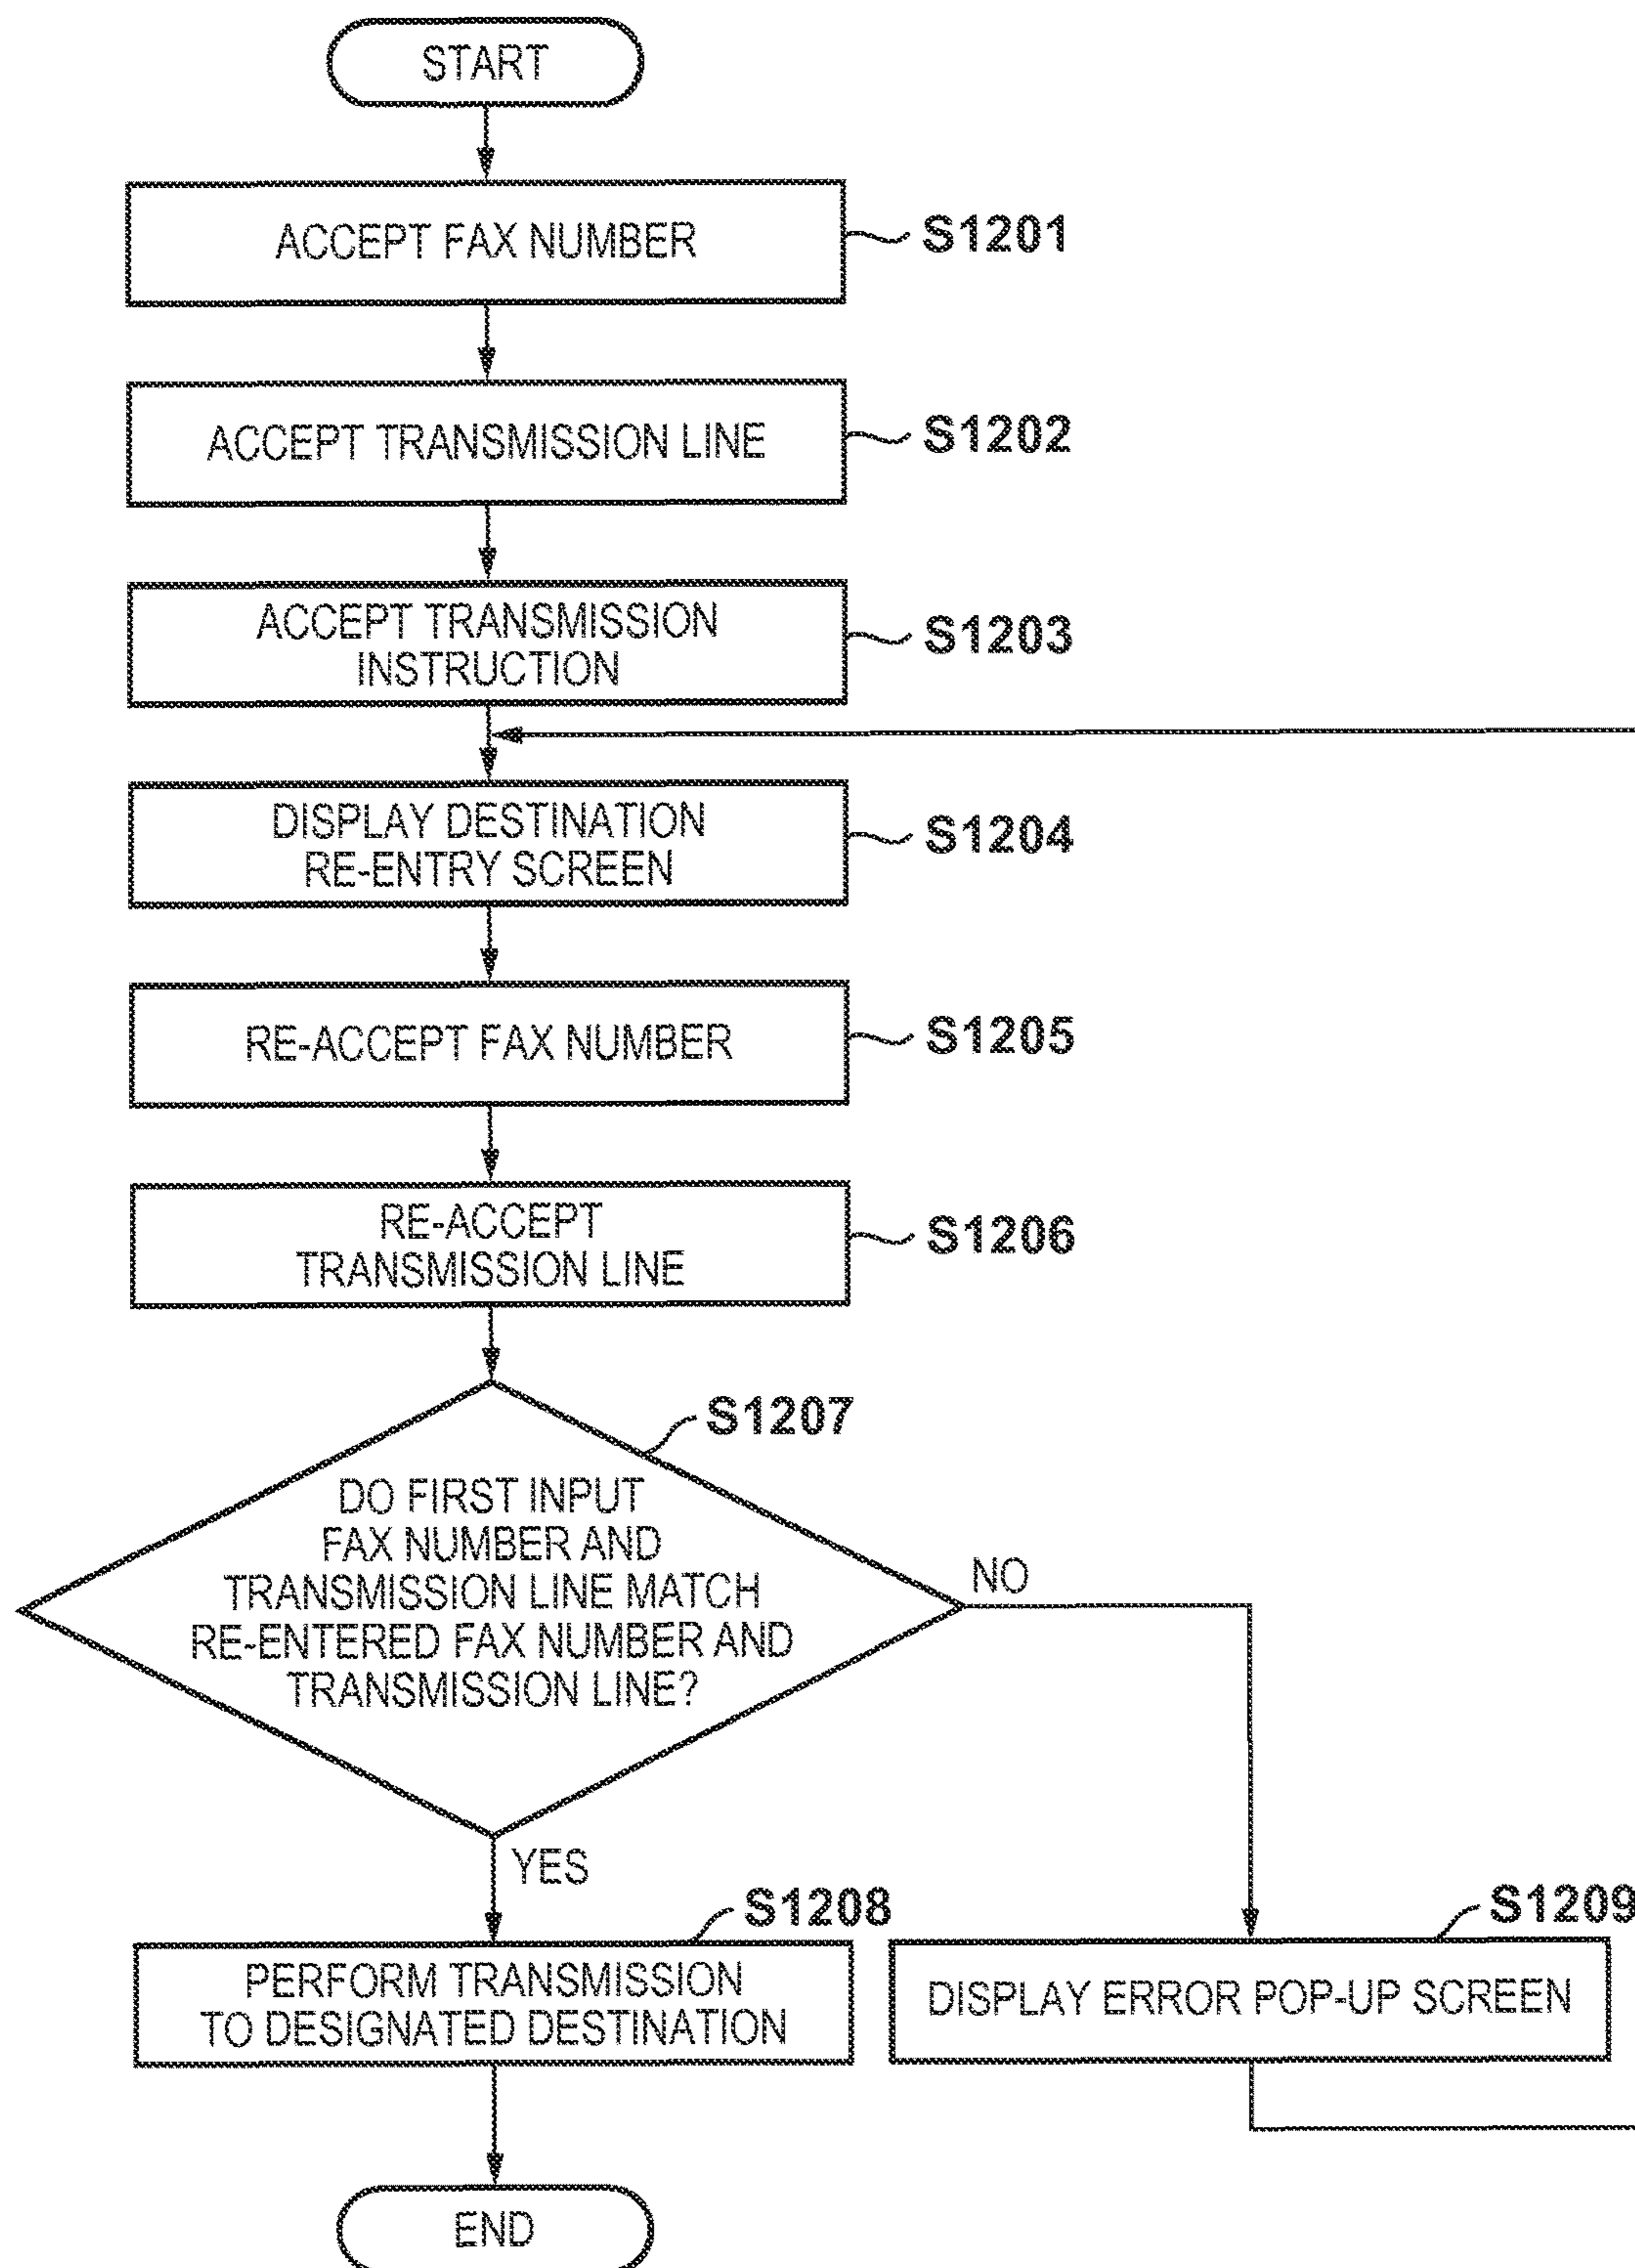 START
ACCEPT FAX NUMBER
S1201
ACCEPT TRANSMISSION LINE
S1202
ACCEPT TRANSMISSION
INSTRUCTION
S1203
DISPLAY DESTINATION
RE-ENTRY SCREEN
S1204
RE-ACCEPT FAX NUMBER
S1205
RE-ACCEPT
TRANSMISSION LINE
S1206
S1207
DO FIRST INPUT
FAX NUMBER AND
TRANSMISSION LINE MATCH
RE-ENTERED FAX NUMBER AND
TRANSMISSION LINE?
NO
YES
S1208
PERFORM TRANSMISSION
TO DESIGNATED DESTINATION
S1209
DISPLAY ERROR POP-UP SCREEN
END